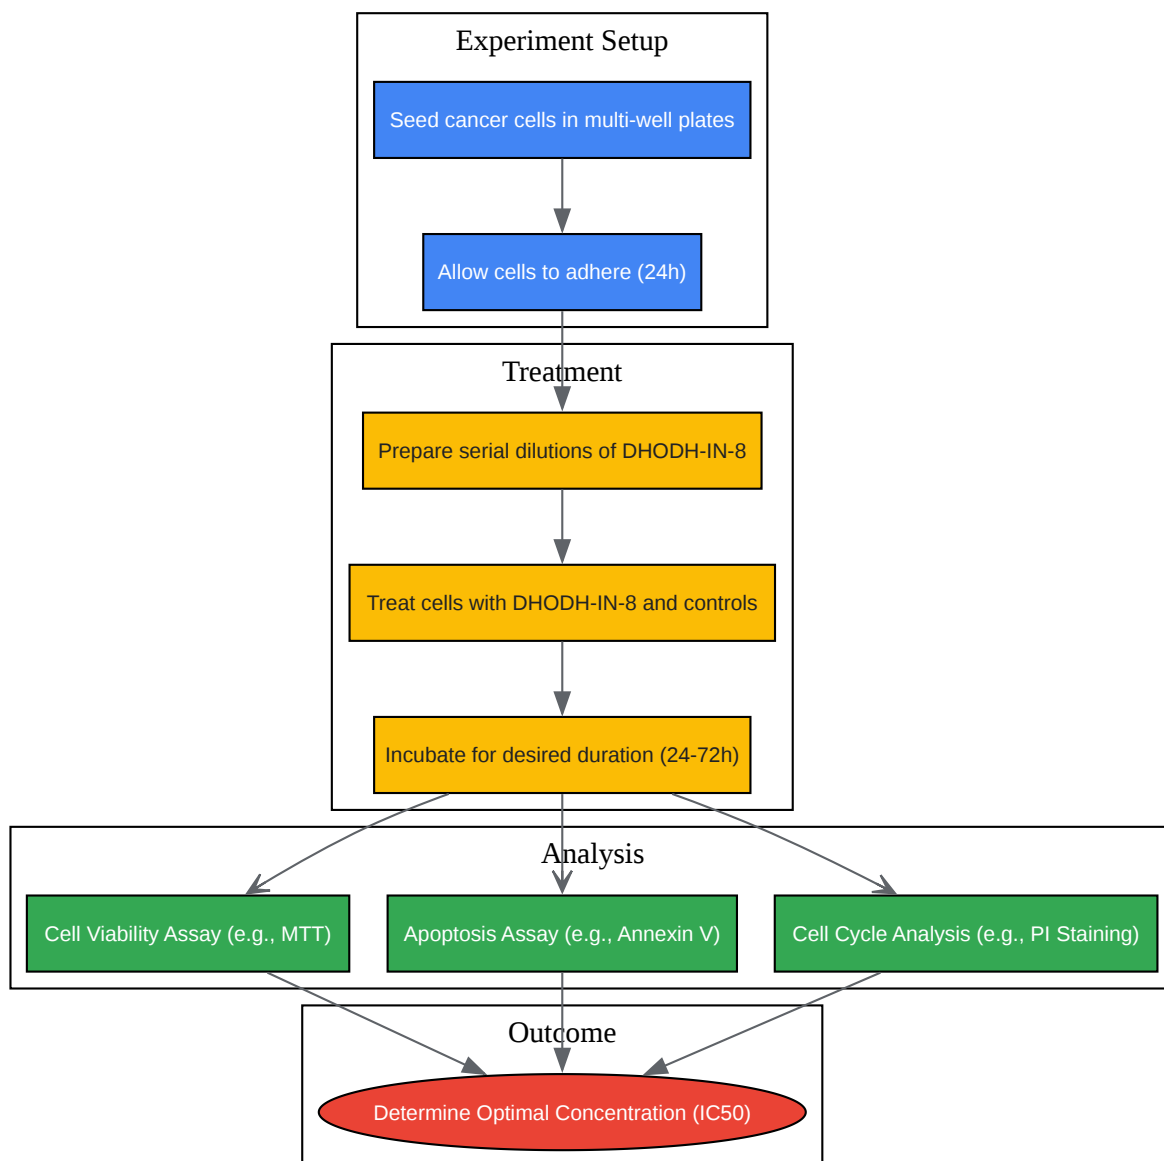 Experiment Setup
Seed cancer cells in multi-well plates
Allow cells to adhere (24h)
Treatment
Prepare serial dilutions of DHODH-IN-8
Treat cells with DHODH-IN-8 and controls
Incubate for desired duration (24-72h)
Analysis
Cell Viability Assay (e.g., MTT)
Apoptosis Assay (e.g., Annexin V)
Cell Cycle Analysis (e.g., PI Staining)
Outcome
Determine Optimal Concentration (IC50)